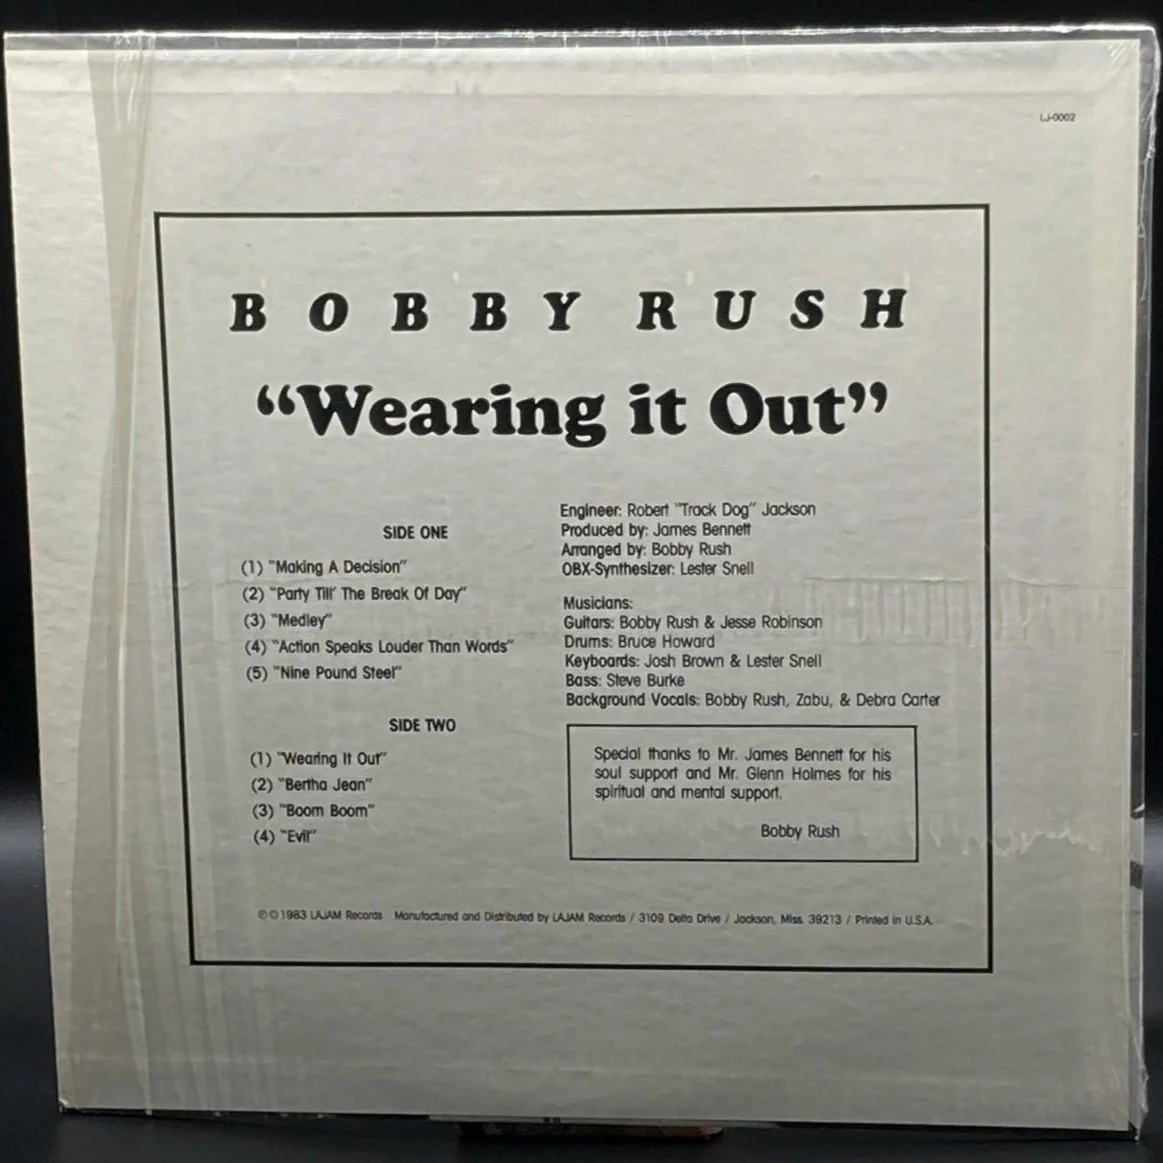 LJ-0002
BOBBY RUSH
“Wearing it Out”
SIDE ONE
(1) "Making A Decision"
(2) "Party Till' The Break Of Day"
(3) "Medley"
(4) "Action Speaks Louder Than Words"
(5) "Nine Pound Steel"
SIDE TWO
(1) "Wearing It Out"
(2) "Bertha Jean"
(3) "Boom Boom"
(4) "Evil"
Engineer: Robert "Track Dog" Jackson
Produced by: James Bennett
Arranged by: Bobby Rush
OBX-Synthesizer: Lester Snell
Musicians:
Guitars: Bobby Rush & Jesse Robinson
Drums: Bruce Howard
Keyboards: Josh Brown & Lester Snell
Bass: Steve Burke
Background Vocals: Bobby Rush, Zabu, & Debra Carter
Special thanks to Mr. James Bennett for his
soul support and Mr. Glenn Holmes for his
spiritual and mental support.
Bobby Rush
℗©1983 LAJAM Records Manufactured and Distributed by LAJAM Records / 3109 Delta Drive / Jackson, Miss. 39213 / Printed in U.S.A.